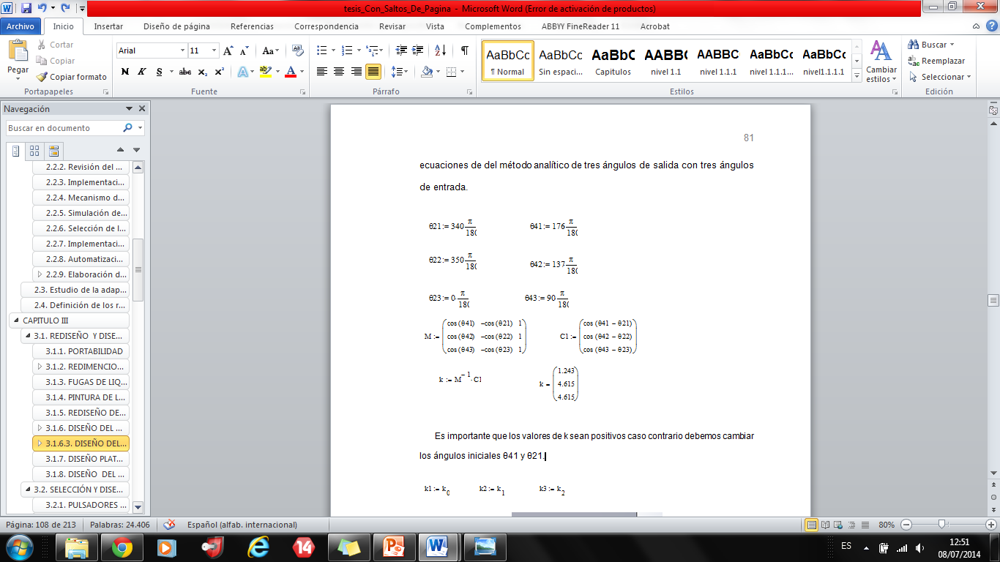 tesis_Con_Saltos_De_Pagina - Microsoft Word (Error de activación de productos)
Archivo Inicio Insertar Diseño de página Referencias Correspondencia Revisar Vista Complementos ABBYY FineReader 11 Acrobat
Pegar
Cortar
Copiar
Copiar formato
Portapapeles
Arial 11
N K S abc x₂ x²
Fuente
Párrafo
AaBbCc AaBbCc AaBbC AABBC AABBCC AaBbCc AaBbCc
¶ Normal Sin espaci... Capitulos nivel 1.1 nivel 1.1.1 nivel 1.1.1... nivel1.1.1.1
Cambiar estilos
Estilos
Buscar
Reemplazar
Seleccionar
Edición
Navegación
Buscar en documento
2.2.2. Revisión del ...
2.2.3. Implementaci...
2.2.4. Mecanismo d...
2.2.5. Simulación de...
2.2.6. Selección de l...
2.2.7. Implementaci...
2.2.8. Automatizaci...
2.2.9. Elaboración d...
2.3. Estudio de la adap...
2.4. Definición de los r...
CAPITULO III
3.1. REDISEÑO Y DISE...
3.1.1. PORTABILIDAD
3.1.2. REDIMENCIO...
3.1.3. FUGAS DE LIQ...
3.1.4. PINTURA DE L...
3.1.5. REDISEÑO DE...
3.1.6. DISEÑO DEL ...
3.1.6.3. DISEÑO DEL...
3.1.7. DISEÑO PLAT...
3.1.8. DISEÑO DEL ...
3.2. SELECCIÓN Y DISE...
3.2.1. PULSADORES ...
81
ecuaciones de del método analítico de tres ángulos de salida con tres ángulos
de entrada.
θ21:= 340·π/180 θ41:= 176·π/180
θ22:= 350·π/180 θ42:= 137·π/180
θ23:= 0·π/180 θ43:= 90·π/180
cos(θ41) −cos(θ21) 1 cos(θ41 − θ21)
M := cos(θ42) −cos(θ22) 1 C1 := cos(θ42 − θ22)
cos(θ43) −cos(θ23) 1 cos(θ43 − θ23)
1.243
k := M⁻¹·C1 k = 4.615
4.615
Es importante que los valores de k sean positivos caso contrario debemos cambiar
los ángulos iniciales θ41 y θ21.
k1 := k₀ k2 := k₁ k3 := k₂
Página: 108 de 213 Palabras: 24.406 Español (alfab. internacional) 80%
14
ES 12:51
08/07/2014